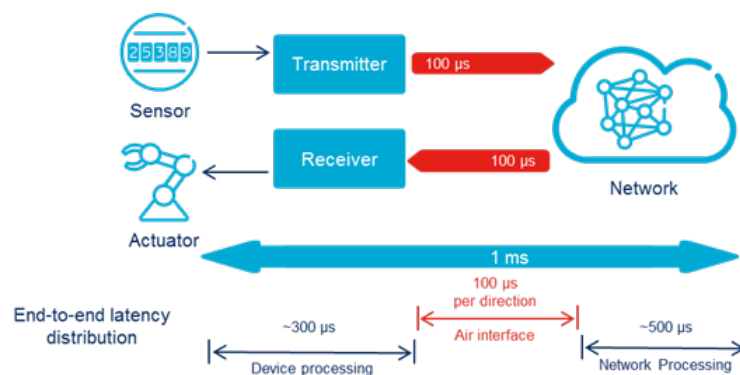 25389
Sensor
Transmitter
100 µs
Receiver
100 µs
Network
Actuator
1 ms
End-to-end latency
distribution
100 µs
per direction
Air interface
~300 µs
Device processing
~500 µs
Network Processing